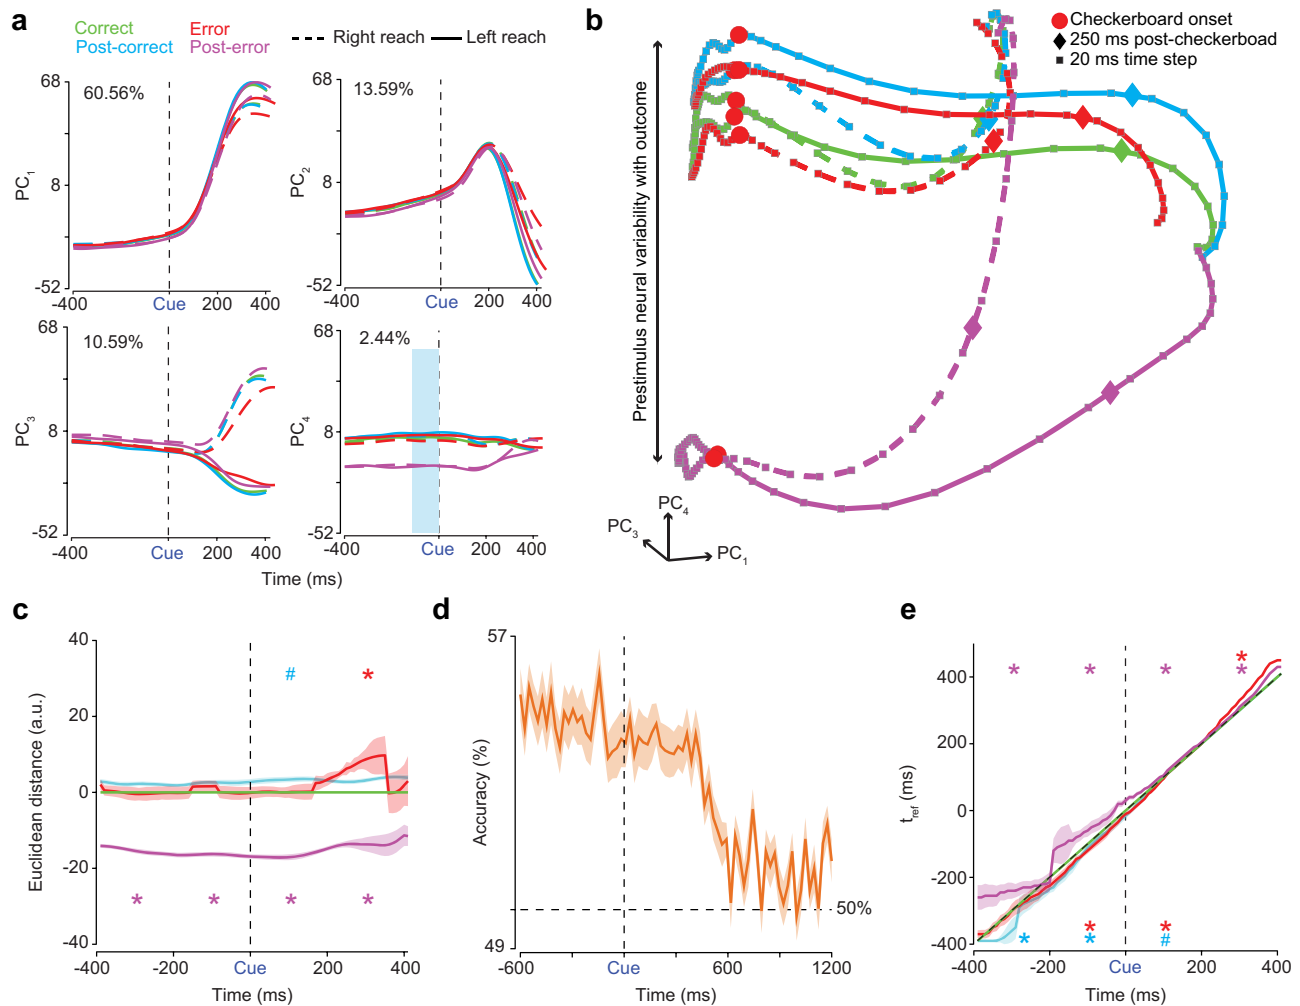 a
Correct
Error
Post-correct
Post-error
Right reach
Left reach
68
60.56%
PC1
8
-52
-400
Cue
200
400
68
13.59%
PC2
8
-52
-400
Cue
200
400
68
10.59%
PC3
8
-52
-400
Cue
200
400
68
2.44%
PC4
8
-52
-400
Cue
200
400
Time (ms)
b
Checkerboard onset
250 ms post-checkerboad
20 ms time step
Prestimulus neural variability with outcome
PC4
PC3
PC1
c
40
20
0
-20
-40
Euclidean distance (a.u.)
#
*
* * * *
-400
-200
Cue
200
400
Time (ms)
d
57
49
Accuracy (%)
50%
-600
Cue
600
1200
Time (ms)
e
400
200
0
-200
-400
tref (ms)
*
* * * *
* *
* * #
-400
-200
Cue
200
400
Time (ms)